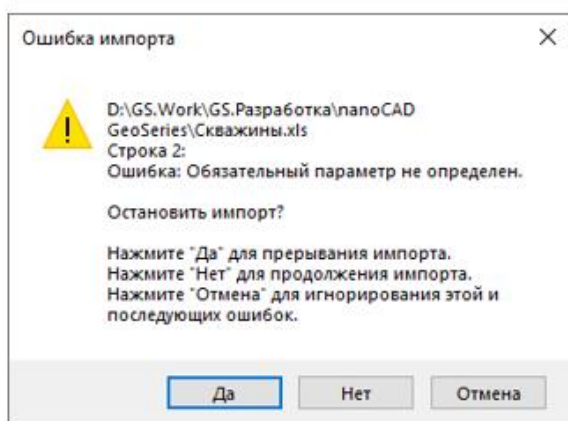 Ошибка импорта
D:\GS.Work\GS.Разработка\nanoCAD
GeoSeries\Скважины.xls
Строка 2:
Ошибка: Обязательный параметр не определен.
Остановить импорт?
Нажмите "Да" для прерывания импорта.
Нажмите "Нет" для продолжения импорта.
Нажмите "Отмена" для игнорирования этой и
последующих ошибок.
Да
Нет
Отмена